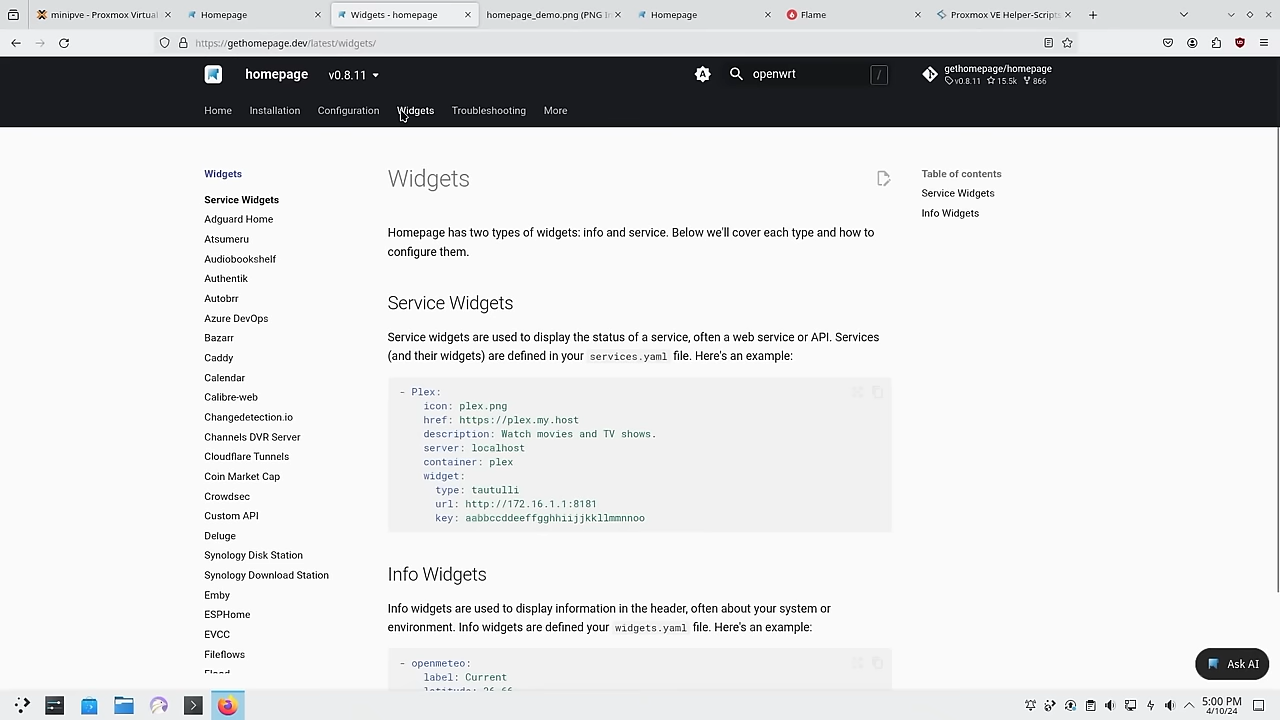 minipve - Proxmox Virtual
Homepage
Widgets - homepage
homepage_demo.png (PNG I
Homepage
Flame
Proxmox VE Helper-Scripts
https://gethomepage.dev/latest/widgets/
homepage
v0.8.11
openwrt
/
gethomepage/homepage
v0.8.11 15.5k 866
Home
Installation
Configuration
Widgets
Troubleshooting
More
Widgets
Service Widgets
Adguard Home
Atsumeru
Audiobookshelf
Authentik
Autobrr
Azure DevOps
Bazarr
Caddy
Calendar
Calibre-web
Changedetection.io
Channels DVR Server
Cloudflare Tunnels
Coin Market Cap
Crowdsec
Custom API
Deluge
Synology Disk Station
Synology Download Station
Emby
ESPHome
EVCC
Fileflows
Flood
Widgets
Homepage has two types of widgets: info and service. Below we'll cover each type and how to
configure them.
Service Widgets
Service widgets are used to display the status of a service, often a web service or API. Services
(and their widgets) are defined in your services.yaml file. Here's an example:
- Plex:
icon: plex.png
href: https://plex.my.host
description: Watch movies and TV shows.
server: localhost
container: plex
widget:
type: tautulli
url: http://172.16.1.1:8181
key: aabbccddeeffgghhiijjkkllmmnnoo
Info Widgets
Info widgets are used to display information in the header, often about your system or
environment. Info widgets are defined your widgets.yaml file. Here's an example:
- openmeteo:
label: Current
latitude: 36.66
Table of contents
Service Widgets
Info Widgets
Ask AI
5:00 PM
4/10/24